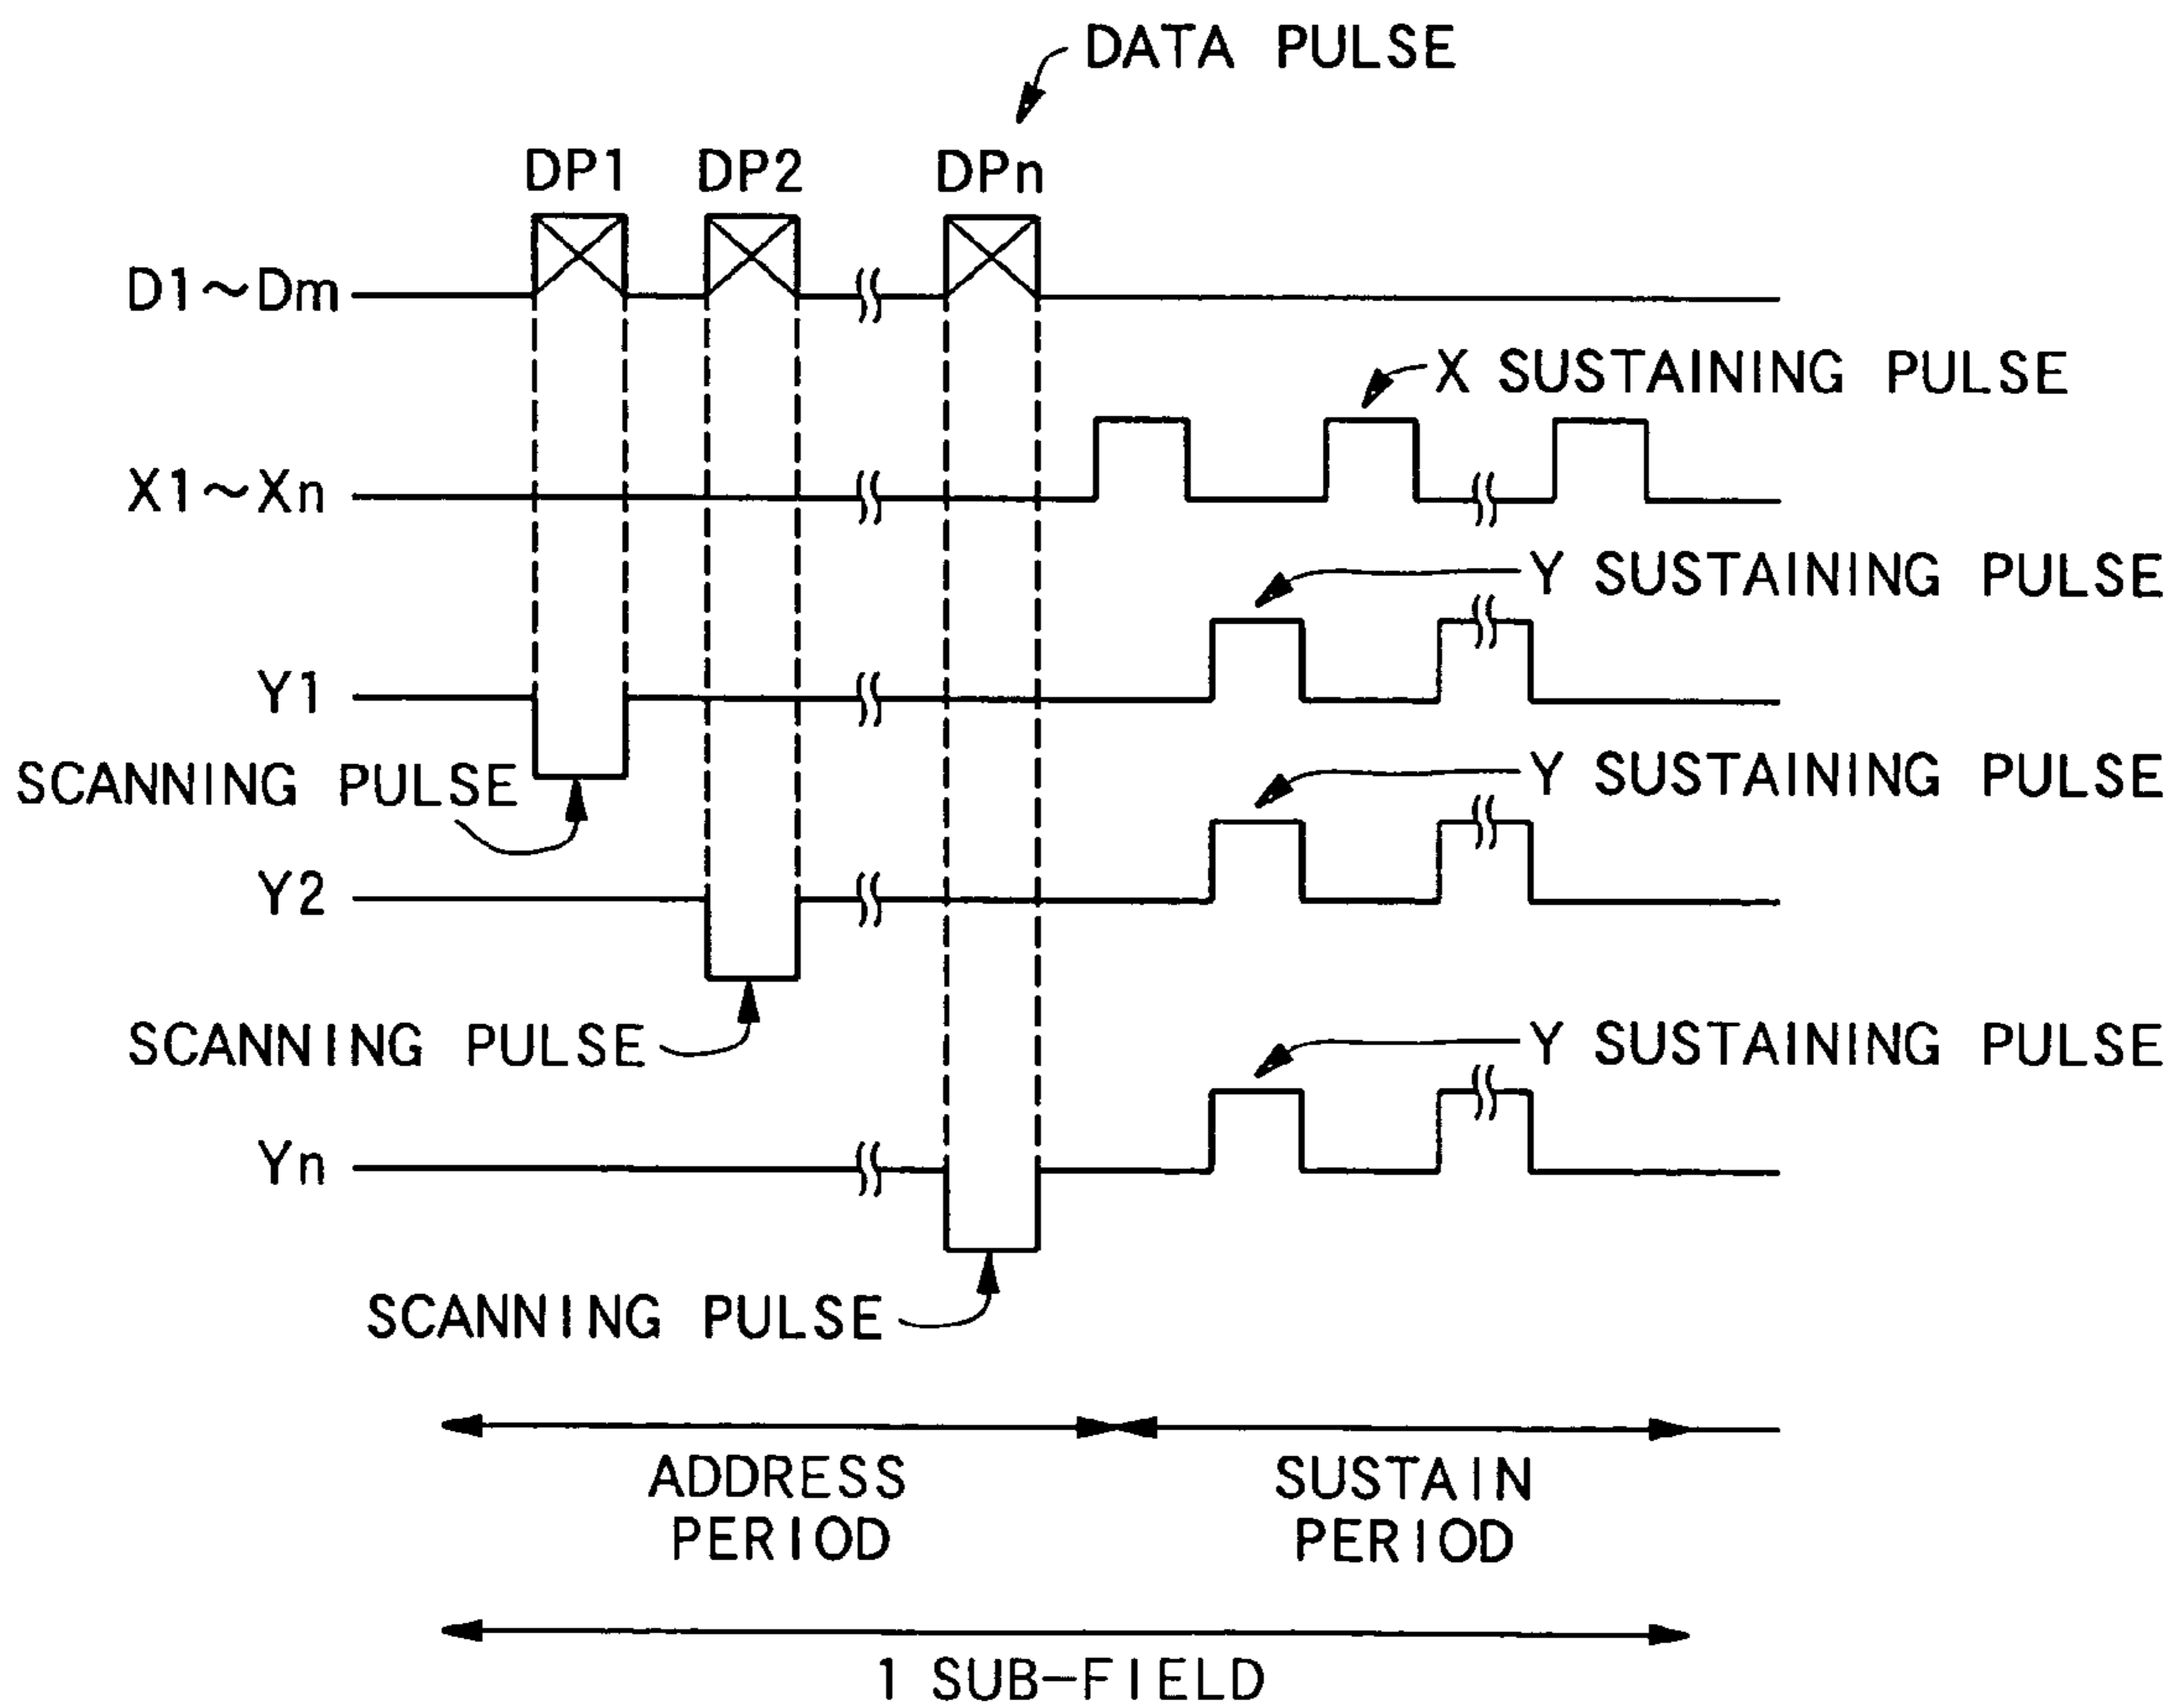 DATA PULSE
DP1 DP2 DPn
D1~Dm
X SUSTAINING PULSE
X1~Xn
Y SUSTAINING PULSE
Y1
SCANNING PULSE
Y SUSTAINING PULSE
Y2
SCANNING PULSE
Y SUSTAINING PULSE
Yn
SCANNING PULSE
ADDRESS PERIOD
SUSTAIN PERIOD
1 SUB-FIELD